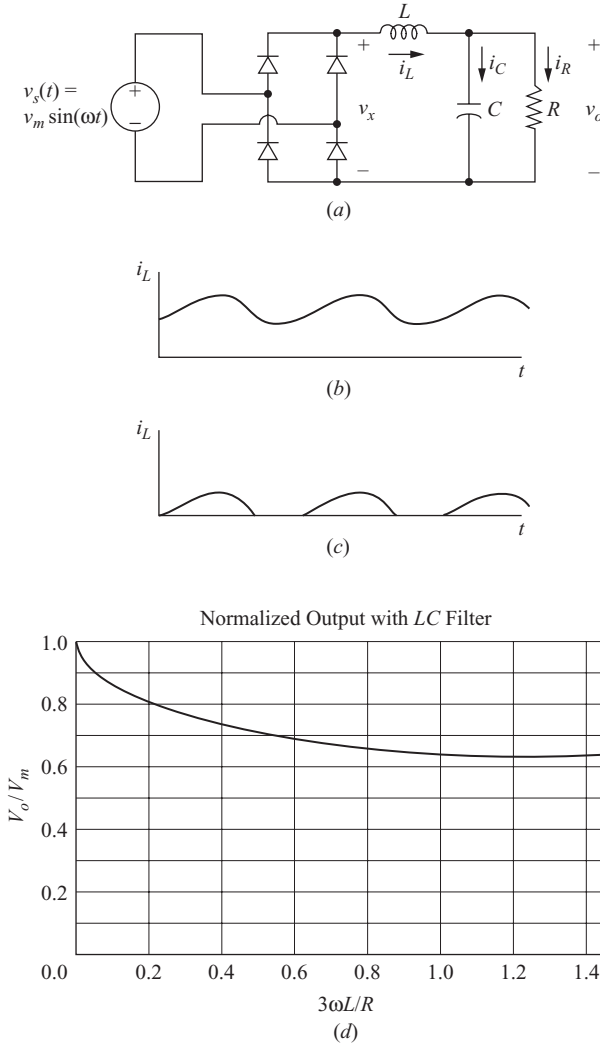 L
+ i_L i_C i_R +
v_s(t) =
v_m sin(ωt)
+
−
v_x C R v_o
− −
(a)
i_L
t
(b)
i_L
t
(c)
Normalized Output with LC Filter
1.0
0.8
0.6
0.4
0.2
0.0
V_o/V_m
0.2 0.4 0.6 0.8 1.0 1.2 1.4
3ωL/R
(d)